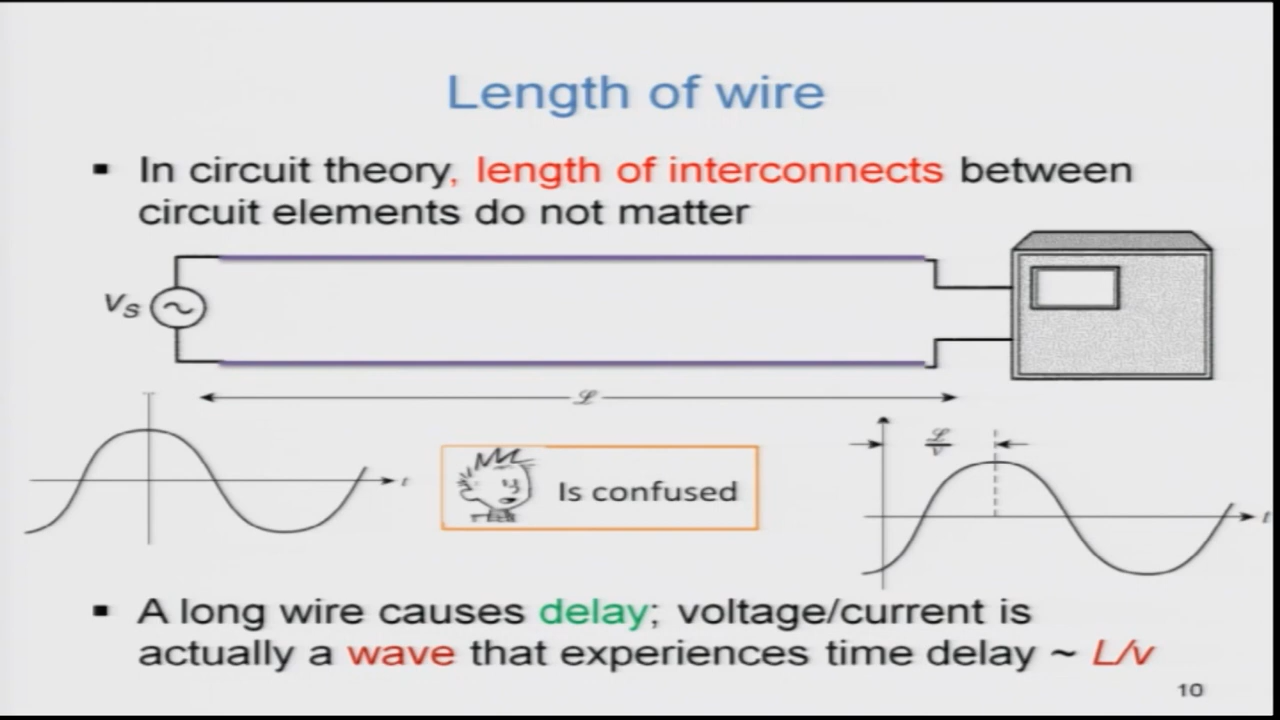 Length of wire
▪ In circuit theory, length of interconnects between
circuit elements do not matter
Vs
ℒ
t
Is confused
ℒ/v
t
▪ A long wire causes delay; voltage/current is
actually a wave that experiences time delay ~ L/v
10